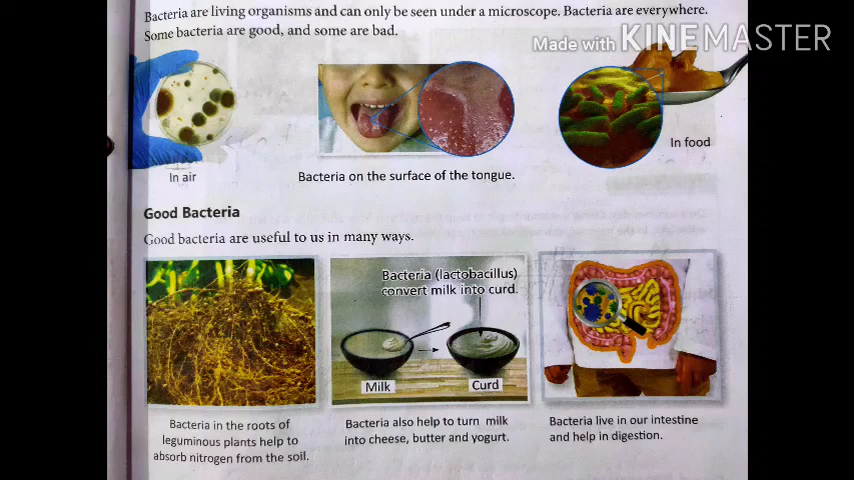 Bacteria are living organisms and can only be seen under a microscope. Bacteria are everywhere.
Some bacteria are good, and some are bad.
Made with KINEMASTER
In air
Bacteria on the surface of the tongue.
In food
Good Bacteria
Good bacteria are useful to us in many ways.
Bacteria (lactobacillus)
convert milk into curd.
Milk
Curd
Bacteria in the roots of
leguminous plants help to
absorb nitrogen from the soil.
Bacteria also help to turn milk
into cheese, butter and yogurt.
Bacteria live in our intestine
and help in digestion.